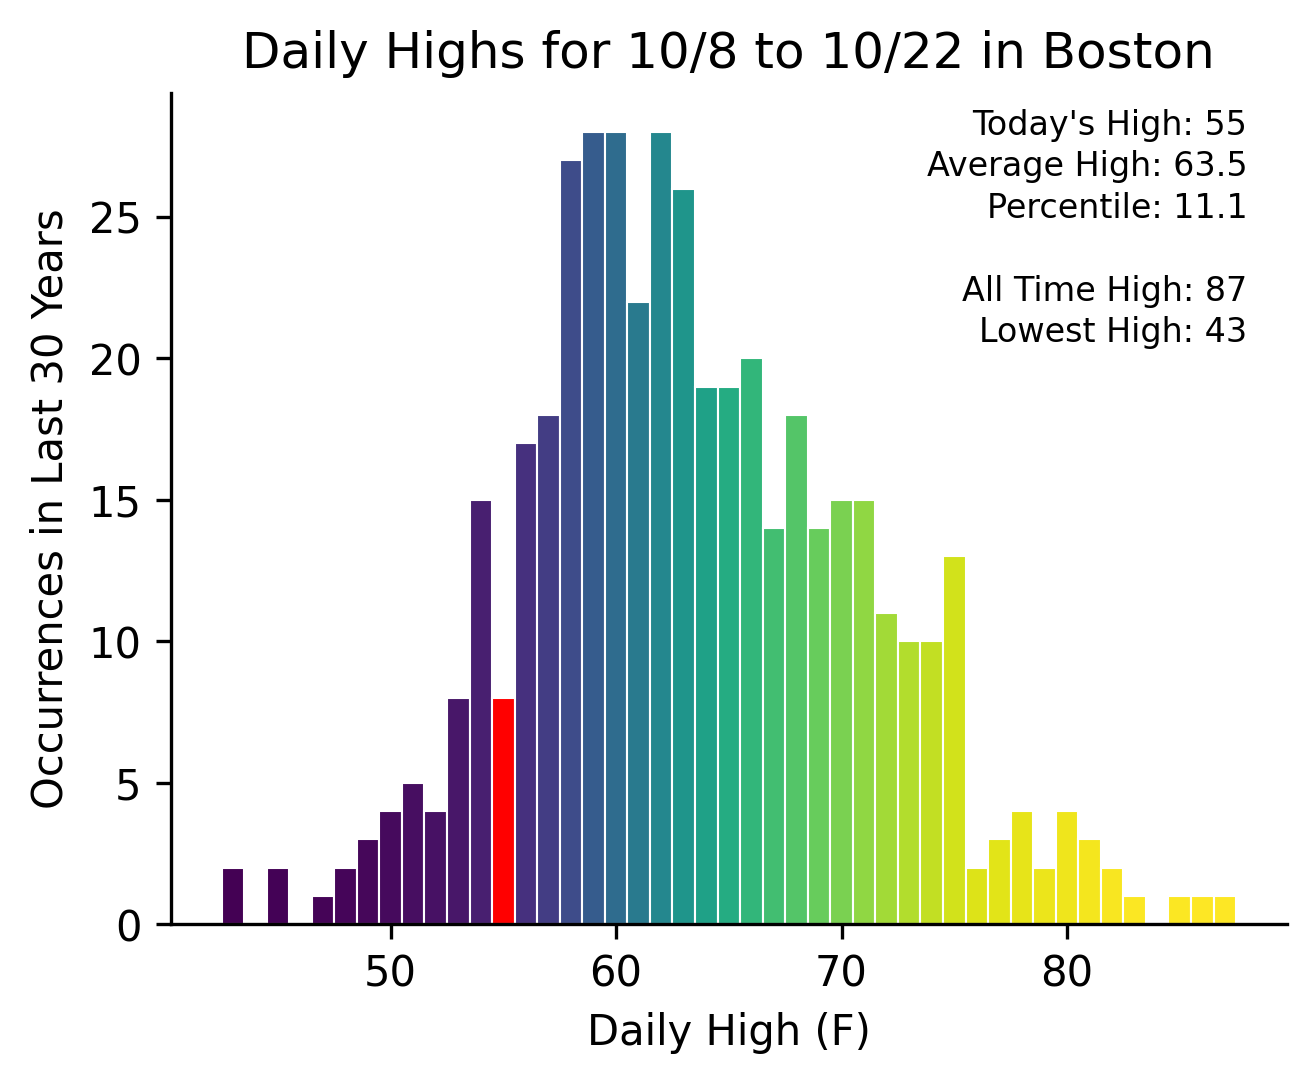 Daily Highs for 10/8 to 10/22 in Boston
Today's High: 55
Average High: 63.5
Percentile: 11.1
All Time High: 87
Lowest High: 43
Occurrences in Last 30 Years
25
20
15
10
5
0
50 60 70 80
Daily High (F)